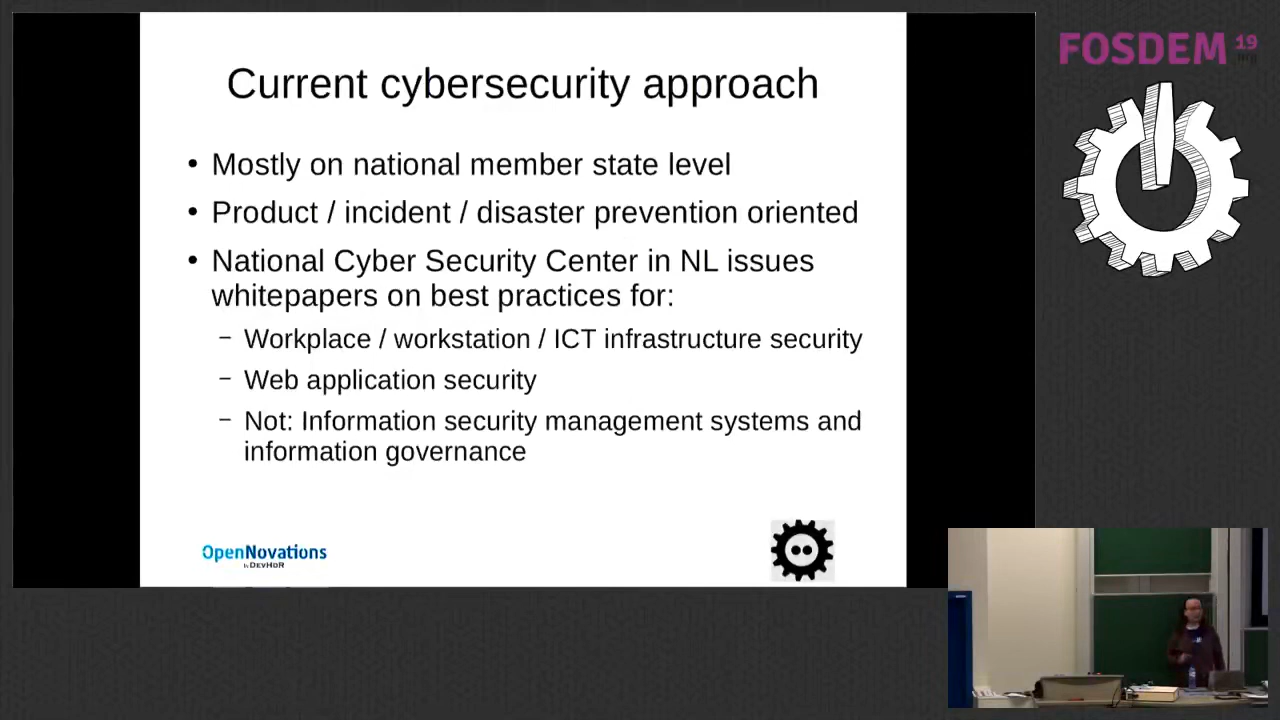 Current cybersecurity approach
• Mostly on national member state level
• Product / incident / disaster prevention oriented
• National Cyber Security Center in NL issues
whitepapers on best practices for:
– Workplace / workstation / ICT infrastructure security
– Web application security
– Not: Information security management systems and
information governance
OpenNovations
by DEVHDR
FOSDEM 19
.org